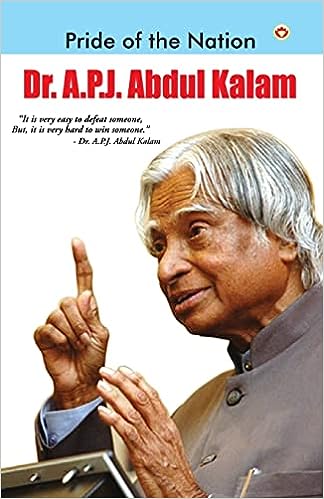 Pride of the Nation
Dr. A.P.J. Abdul Kalam
"It is very easy to defeat someone,
But, it is very hard to win someone."
- Dr. A.P.J. Abdul Kalam